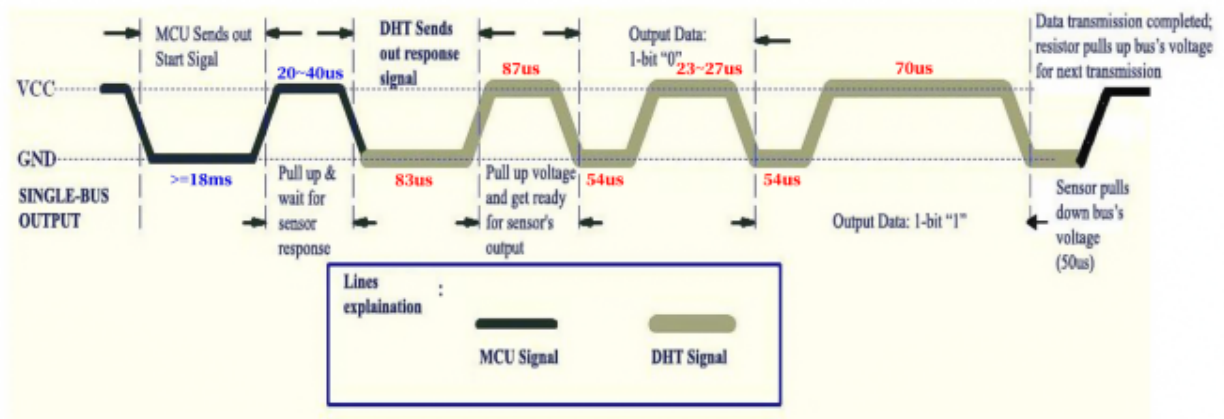 MCU Sends out
Start Sigal
DHT Sends
out response
signal
Output Data:
1-bit “0”
Data transmission completed;
resistor pulls up bus’s voltage
for next transmission
20~40us
87us
23~27us
70us
VCC
GND
>=18ms
83us
54us
54us
SINGLE-BUS
OUTPUT
Pull up &
wait for
sensor
response
Pull up voltage
and get ready
for sensor's
output
Output Data: 1-bit “1”
Sensor pulls
down bus’s
voltage
(50us)
Lines
explaination :
MCU Signal
DHT Signal